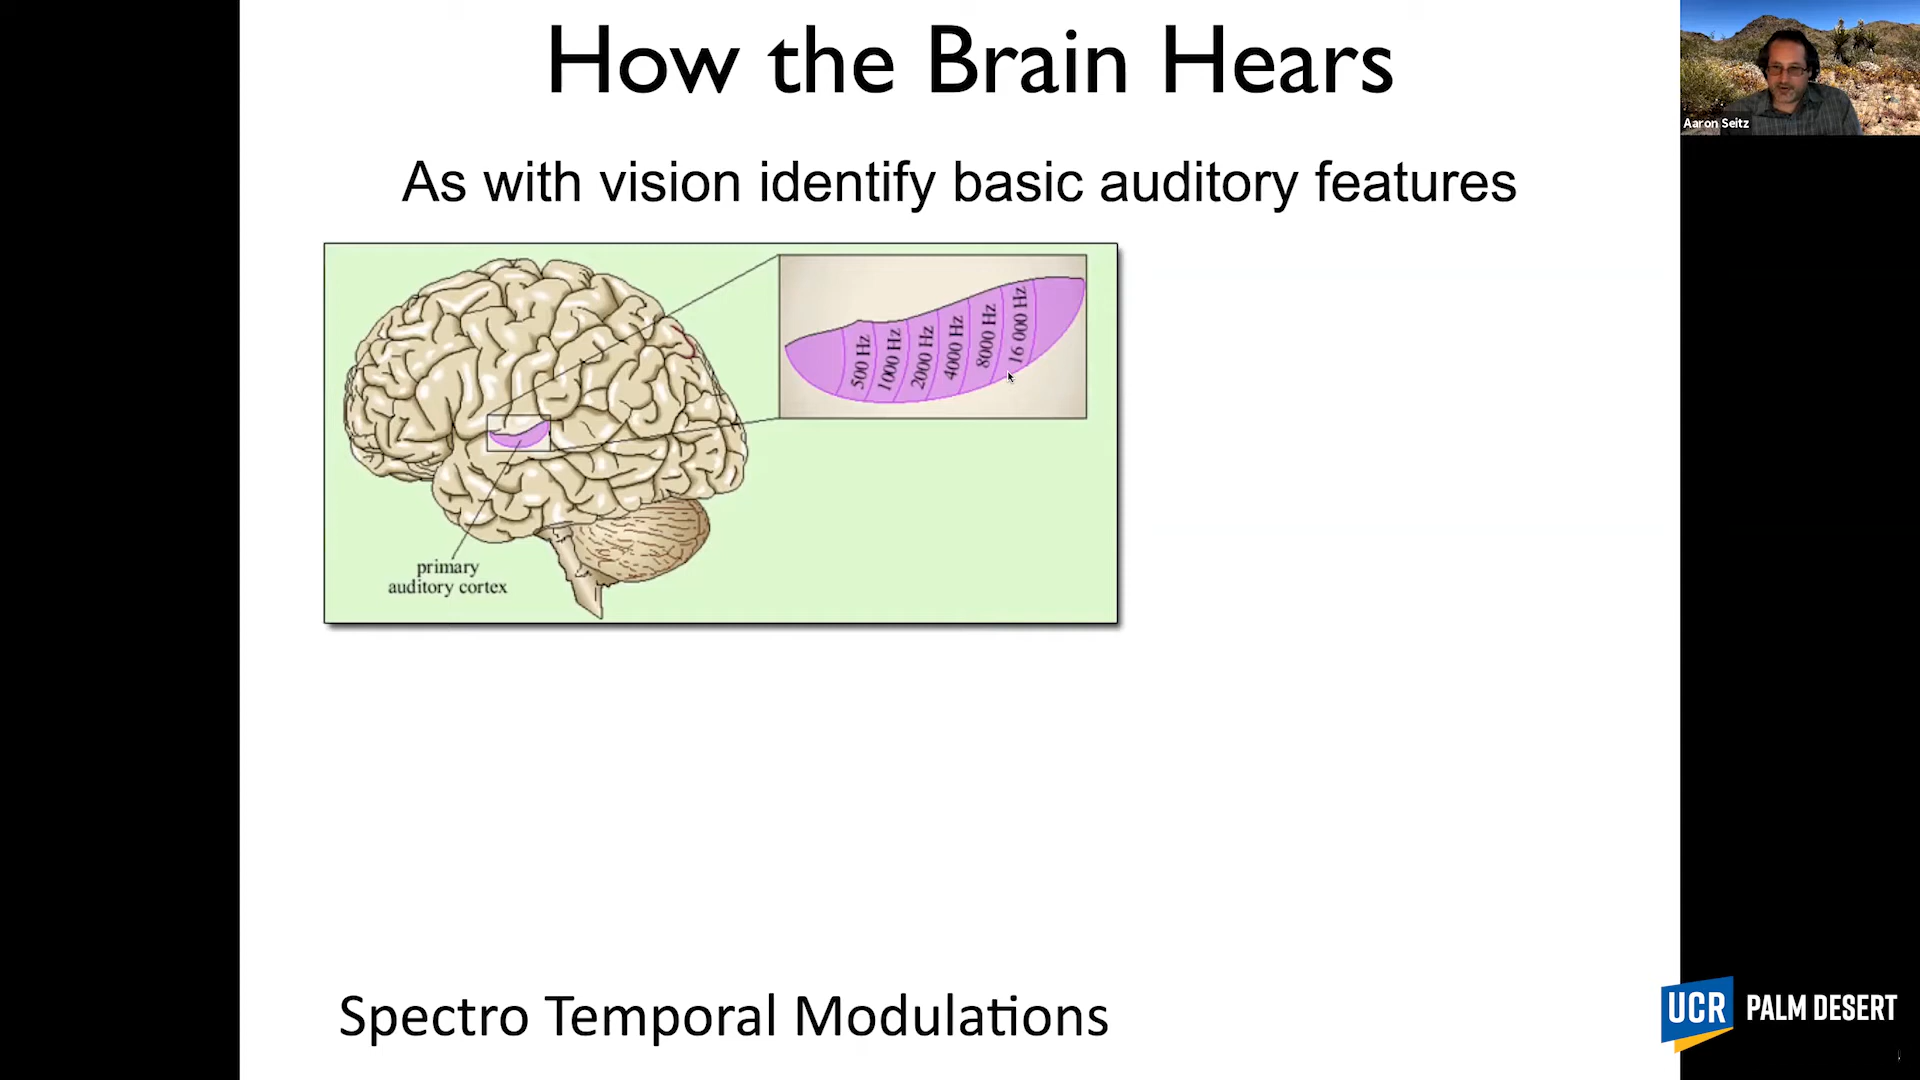 How the Brain Hears
Aaron Seitz
As with vision identify basic auditory features
500 Hz
1000 Hz
2000 Hz
4000 Hz
8000 Hz
16 000 Hz
primary
auditory cortex
Spectro Temporal Modulations
UCR PALM DESERT